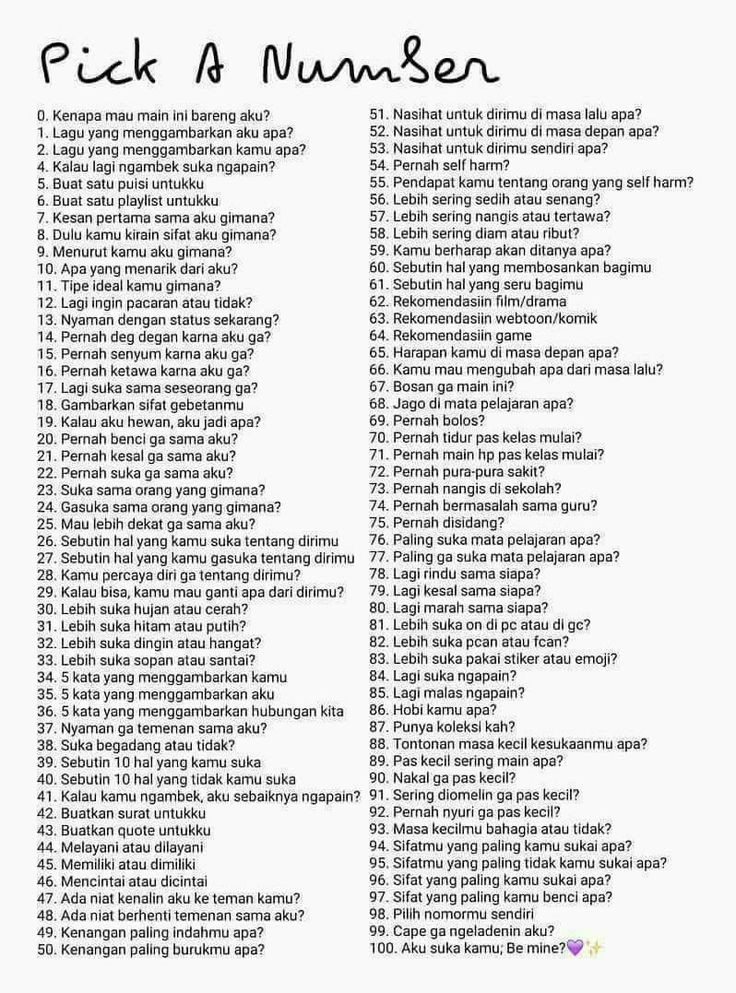 Pick A Number
0. Kenapa mau main ini bareng aku?
1. Lagu yang menggambarkan aku apa?
2. Lagu yang menggambarkan kamu apa?
4. Kalau lagi ngambek suka ngapain?
5. Buat satu puisi untukku
6. Buat satu playlist untukku
7. Kesan pertama sama aku gimana?
8. Dulu kamu kirain sifat aku gimana?
9. Menurut kamu aku gimana?
10. Apa yang menarik dari aku?
11. Tipe ideal kamu gimana?
12. Lagi ingin pacaran atau tidak?
13. Nyaman dengan status sekarang?
14. Pernah deg degan karna aku ga?
15. Pernah senyum karna aku ga?
16. Pernah ketawa karna aku ga?
17. Lagi suka sama seseorang ga?
18. Gambarkan sifat gebetanmu
19. Kalau aku hewan, aku jadi apa?
20. Pernah benci ga sama aku?
21. Pernah kesal ga sama aku?
22. Pernah suka ga sama aku?
23. Suka sama orang yang gimana?
24. Gasuka sama orang yang gimana?
25. Mau lebih dekat ga sama aku?
26. Sebutin hal yang kamu suka tentang dirimu
27. Sebutin hal yang kamu gasuka tentang dirimu
28. Kamu percaya diri ga tentang dirimu?
29. Kalau bisa, kamu mau ganti apa dari dirimu?
30. Lebih suka hujan atau cerah?
31. Lebih suka hitam atau putih?
32. Lebih suka dingin atau hangat?
33. Lebih suka sopan atau santai?
34. 5 kata yang menggambarkan kamu
35. 5 kata yang menggambarkan aku
36. 5 kata yang menggambarkan hubungan kita
37. Nyaman ga temenan sama aku?
38. Suka begadang atau tidak?
39. Sebutin 10 hal yang kamu suka
40. Sebutin 10 hal yang tidak kamu suka
41. Kalau kamu ngambek, aku sebaiknya ngapain?
42. Buatkan surat untukku
43. Buatkan quote untukku
44. Melayani atau dilayani
45. Memiliki atau dimiliki
46. Mencintai atau dicintai
47. Ada niat kenalin aku ke teman kamu?
48. Ada niat berhenti temenan sama aku?
49. Kenangan paling indahmu apa?
50. Kenangan paling burukmu apa?
51. Nasihat untuk dirimu di masa lalu apa?
52. Nasihat untuk dirimu di masa depan apa?
53. Nasihat untuk dirimu sendiri apa?
54. Pernah self harm?
55. Pendapat kamu tentang orang yang self harm?
56. Lebih sering sedih atau senang?
57. Lebih sering nangis atau tertawa?
58. Lebih sering diam atau ribut?
59. Kamu berharap akan ditanya apa?
60. Sebutin hal yang membosankan bagimu
61. Sebutin hal yang seru bagimu
62. Rekomendasiin film/drama
63. Rekomendasiin webtoon/komik
64. Rekomendasiin game
65. Harapan kamu di masa depan apa?
66. Kamu mau mengubah apa dari masa lalu?
67. Bosan ga main ini?
68. Jago di mata pelajaran apa?
69. Pernah bolos?
70. Pernah tidur pas kelas mulai?
71. Pernah main hp pas kelas mulai?
72. Pernah pura-pura sakit?
73. Pernah nangis di sekolah?
74. Pernah bermasalah sama guru?
75. Pernah disidang?
76. Paling suka mata pelajaran apa?
77. Paling ga suka mata pelajaran apa?
78. Lagi rindu sama siapa?
79. Lagi kesal sama siapa?
80. Lagi marah sama siapa?
81. Lebih suka on di pc atau di gc?
82. Lebih suka pcan atau fcan?
83. Lebih suka pakai stiker atau emoji?
84. Lagi suka ngapain?
85. Lagi malas ngapain?
86. Hobi kamu apa?
87. Punya koleksi kah?
88. Tontonan masa kecil kesukaanmu apa?
89. Pas kecil sering main apa?
90. Nakal ga pas kecil?
91. Sering diomelin ga pas kecil?
92. Pernah nyuri ga pas kecil?
93. Masa kecilmu bahagia atau tidak?
94. Sifatmu yang paling kamu sukai apa?
95. Sifatmu yang paling tidak kamu sukai apa?
96. Sifat yang paling kamu sukai apa?
97. Sifat yang paling kamu benci apa?
98. Pilih nomormu sendiri
99. Cape ga ngeladenin aku?
100. Aku suka kamu; Be mine?💜✨